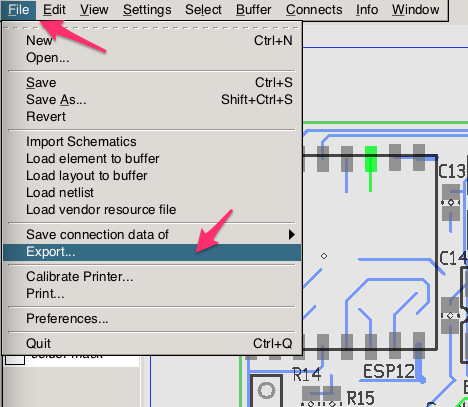 File Edit View Settings Select Buffer Connects Info Window
New Ctrl+N
Open...
Save Ctrl+S
Save As... Shift+Ctrl+S
Revert
Import Schematics
Load element to buffer
Load layout to buffer
Load netlist
Load vendor resource file
Save connection data of
Export...
Calibrate Printer...
Print...
Preferences...
Quit Ctrl+Q
solder mask
C13
C14
ESP12
R14
R15